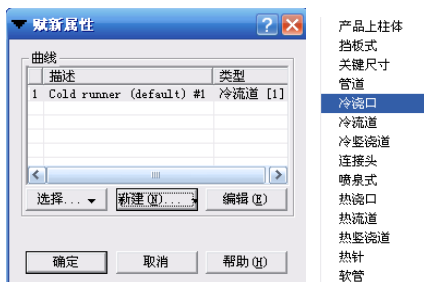 赋新属性
曲线
描述 类型
1 Cold runner (default) #1 冷流道 [1]
选择... 新建(N)... 编辑(E)
确定 取消 帮助(H)
产品上柱体
挡板式
关键尺寸
管道
冷浇口
冷流道
冷竖浇道
连接头
喷泉式
热浇口
热流道
热竖浇道
热针
软管